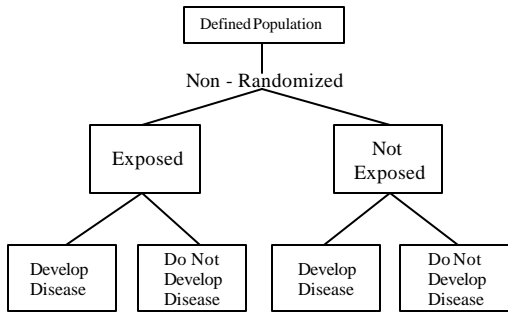 Defined Population
Non - Randomized
Exposed
Not
Exposed
Develop
Disease
Do Not
Develop
Disease
Develop
Disease
Do Not
Develop
Disease